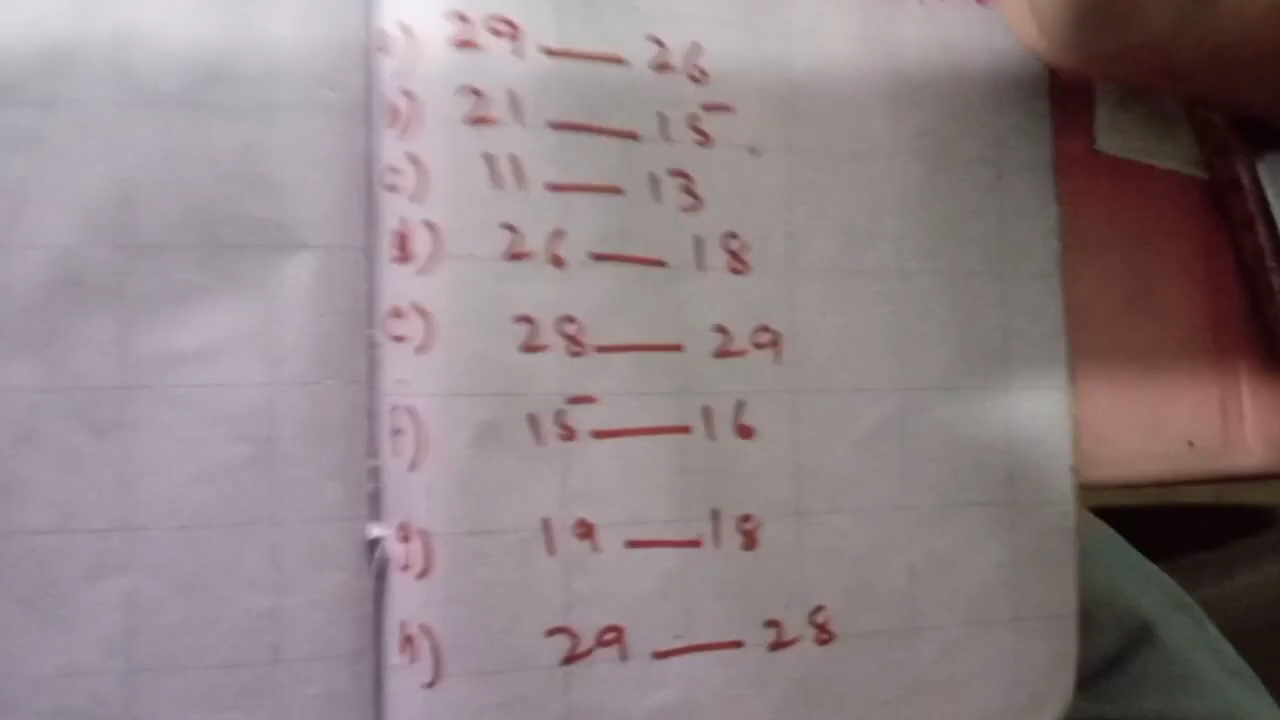 a) 29 — 26
b) 21 — 15
c) 11 — 13
d) 26 — 18
e) 28 — 29
f) 15 — 16
g) 19 — 18
h) 29 — 28